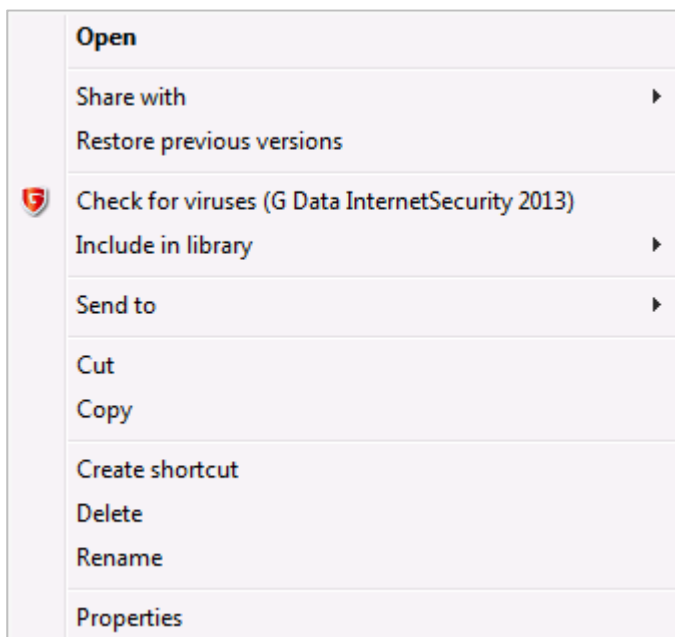 Open
Share with
Restore previous versions
Check for viruses (G Data InternetSecurity 2013)
Include in library
Send to
Cut
Copy
Create shortcut
Delete
Rename
Properties